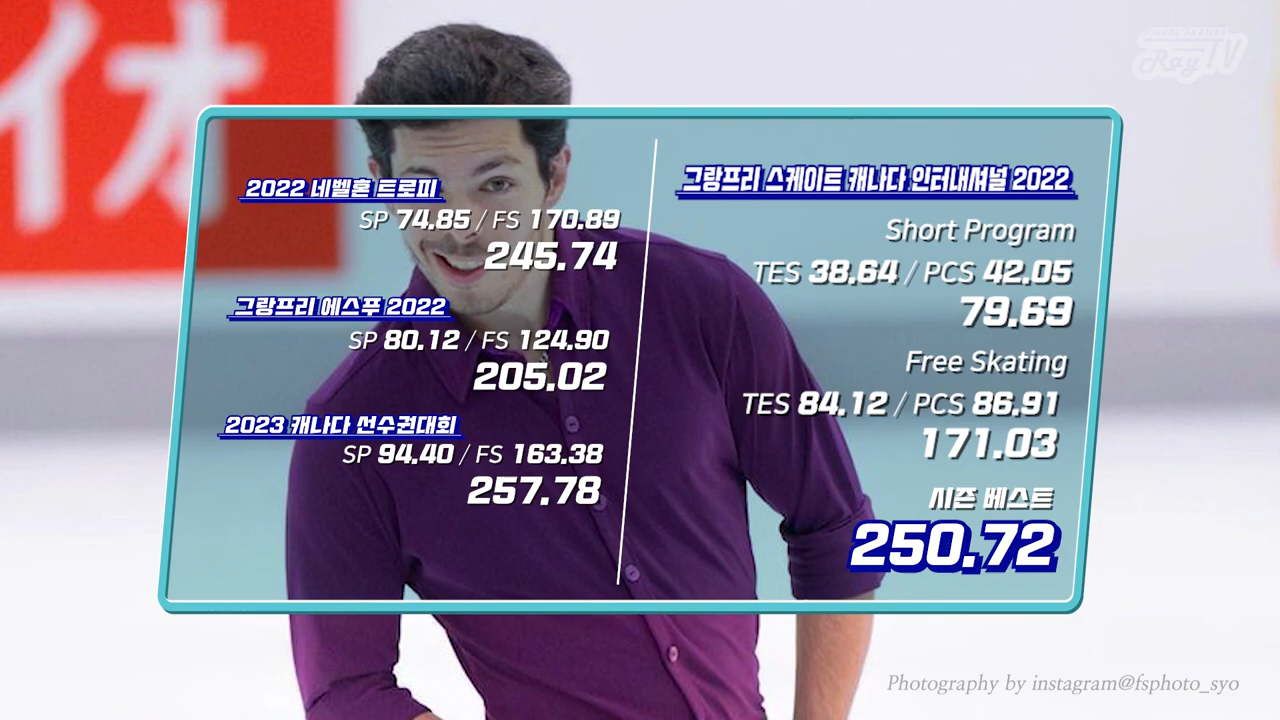 イオ
FIGURE SKATING
RayTV
2022 네벨혼 트로피
SP 74.85 / FS 170.89
245.74
그랑프리 에스푸 2022
SP 80.12 / FS 124.90
205.02
2023 캐나다 선수권대회
SP 94.40 / FS 163.38
257.78
그랑프리 스케이트 캐나다 인터내셔널 2022
Short Program
TES 38.64 / PCS 42.05
79.69
Free Skating
TES 84.12 / PCS 86.91
171.03
시즌 베스트
250.72
Photography by instagram@fsphoto_syo